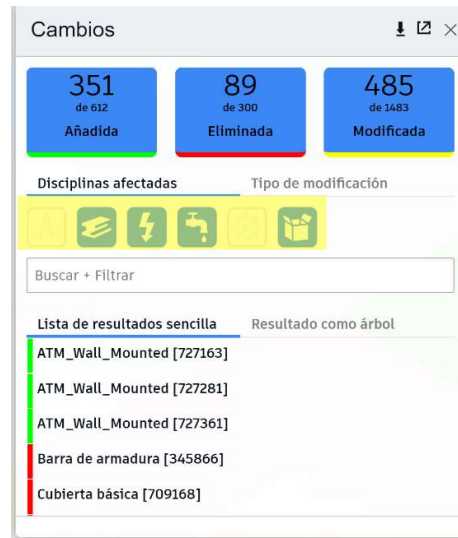 Cambios
351
de 612
Añadida
89
de 300
Eliminada
485
de 1483
Modificada
Disciplinas afectadas
Tipo de modificación
Buscar + Filtrar
Lista de resultados sencilla
Resultado como árbol
ATM_Wall_Mounted [727163]
ATM_Wall_Mounted [727281]
ATM_Wall_Mounted [727361]
Barra de armadura [345866]
Cubierta básica [709168]